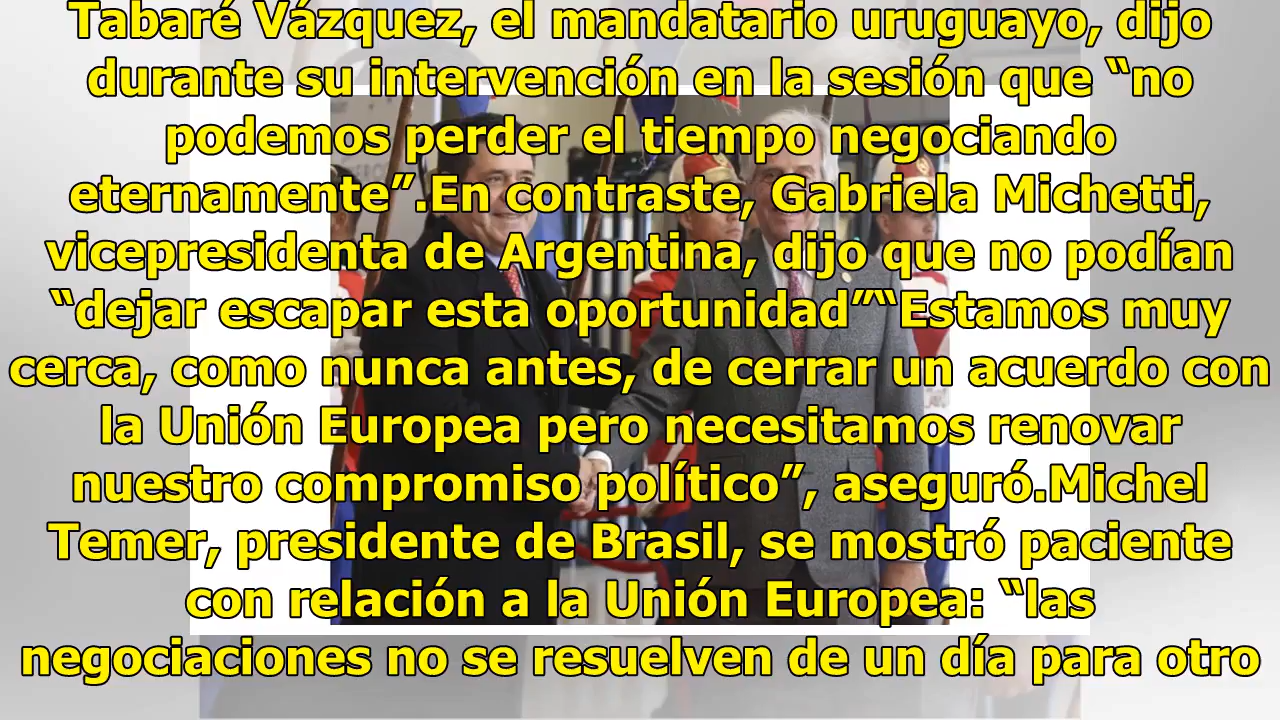 Tabaré Vázquez, el mandatario uruguayo, dijo
durante su intervención en la sesión que “no
podemos perder el tiempo negociando
eternamente”.En contraste, Gabriela Michetti,
vicepresidenta de Argentina, dijo que no podían
“dejar escapar esta oportunidad”“Estamos muy
cerca, como nunca antes, de cerrar un acuerdo con
la Unión Europea pero necesitamos renovar
nuestro compromiso político”, aseguró.Michel
Temer, presidente de Brasil, se mostró paciente
con relación a la Unión Europea: “las
negociaciones no se resuelven de un día para otro